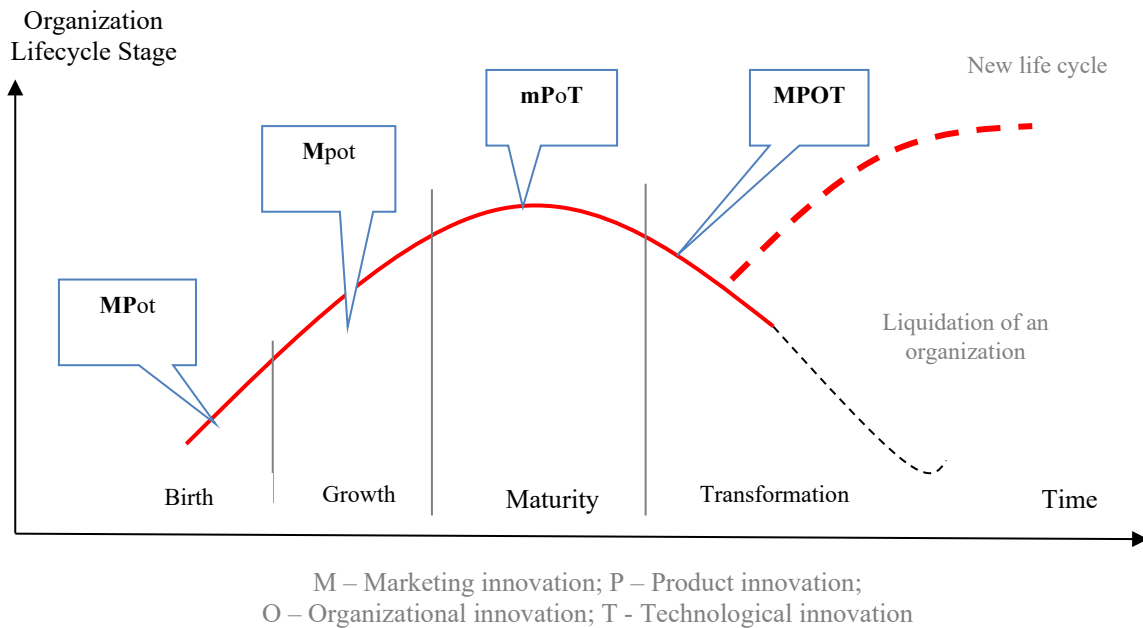 Organization
Lifecycle Stage
New life cycle
mPoT
MPOT
Mpot
MPot
Liquidation of an
organization
Birth
Growth
Maturity
Transformation
Time
M – Marketing innovation; P – Product innovation;
O – Organizational innovation; T - Technological innovation